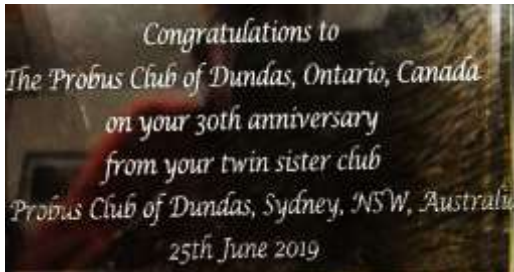 Congratulations to
The Probus Club of Dundas, Ontario, Canada
on your 30th anniversary
from your twin sister club
Probus Club of Dundas, Sydney, NSW, Australia
25th June 2019